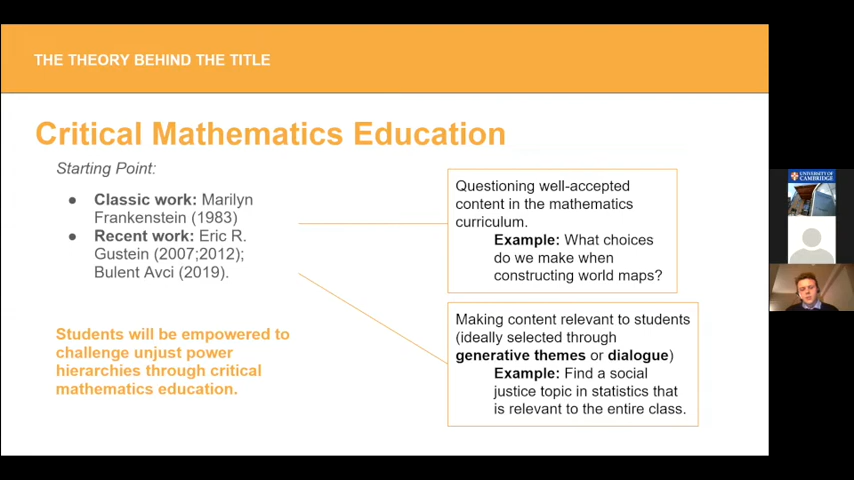 THE THEORY BEHIND THE TITLE
Critical Mathematics Education
Starting Point:
● Classic work: Marilyn
Frankenstein (1983)
● Recent work: Eric R.
Gustein (2007;2012);
Bulent Avci (2019).
Students will be empowered to
challenge unjust power
hierarchies through critical
mathematics education.
Questioning well-accepted
content in the mathematics
curriculum.
Example: What choices
do we make when
constructing world maps?
Making content relevant to students
(ideally selected through
generative themes or dialogue)
Example: Find a social
justice topic in statistics that
is relevant to the entire class.
UNIVERSITY OF
CAMBRIDGE